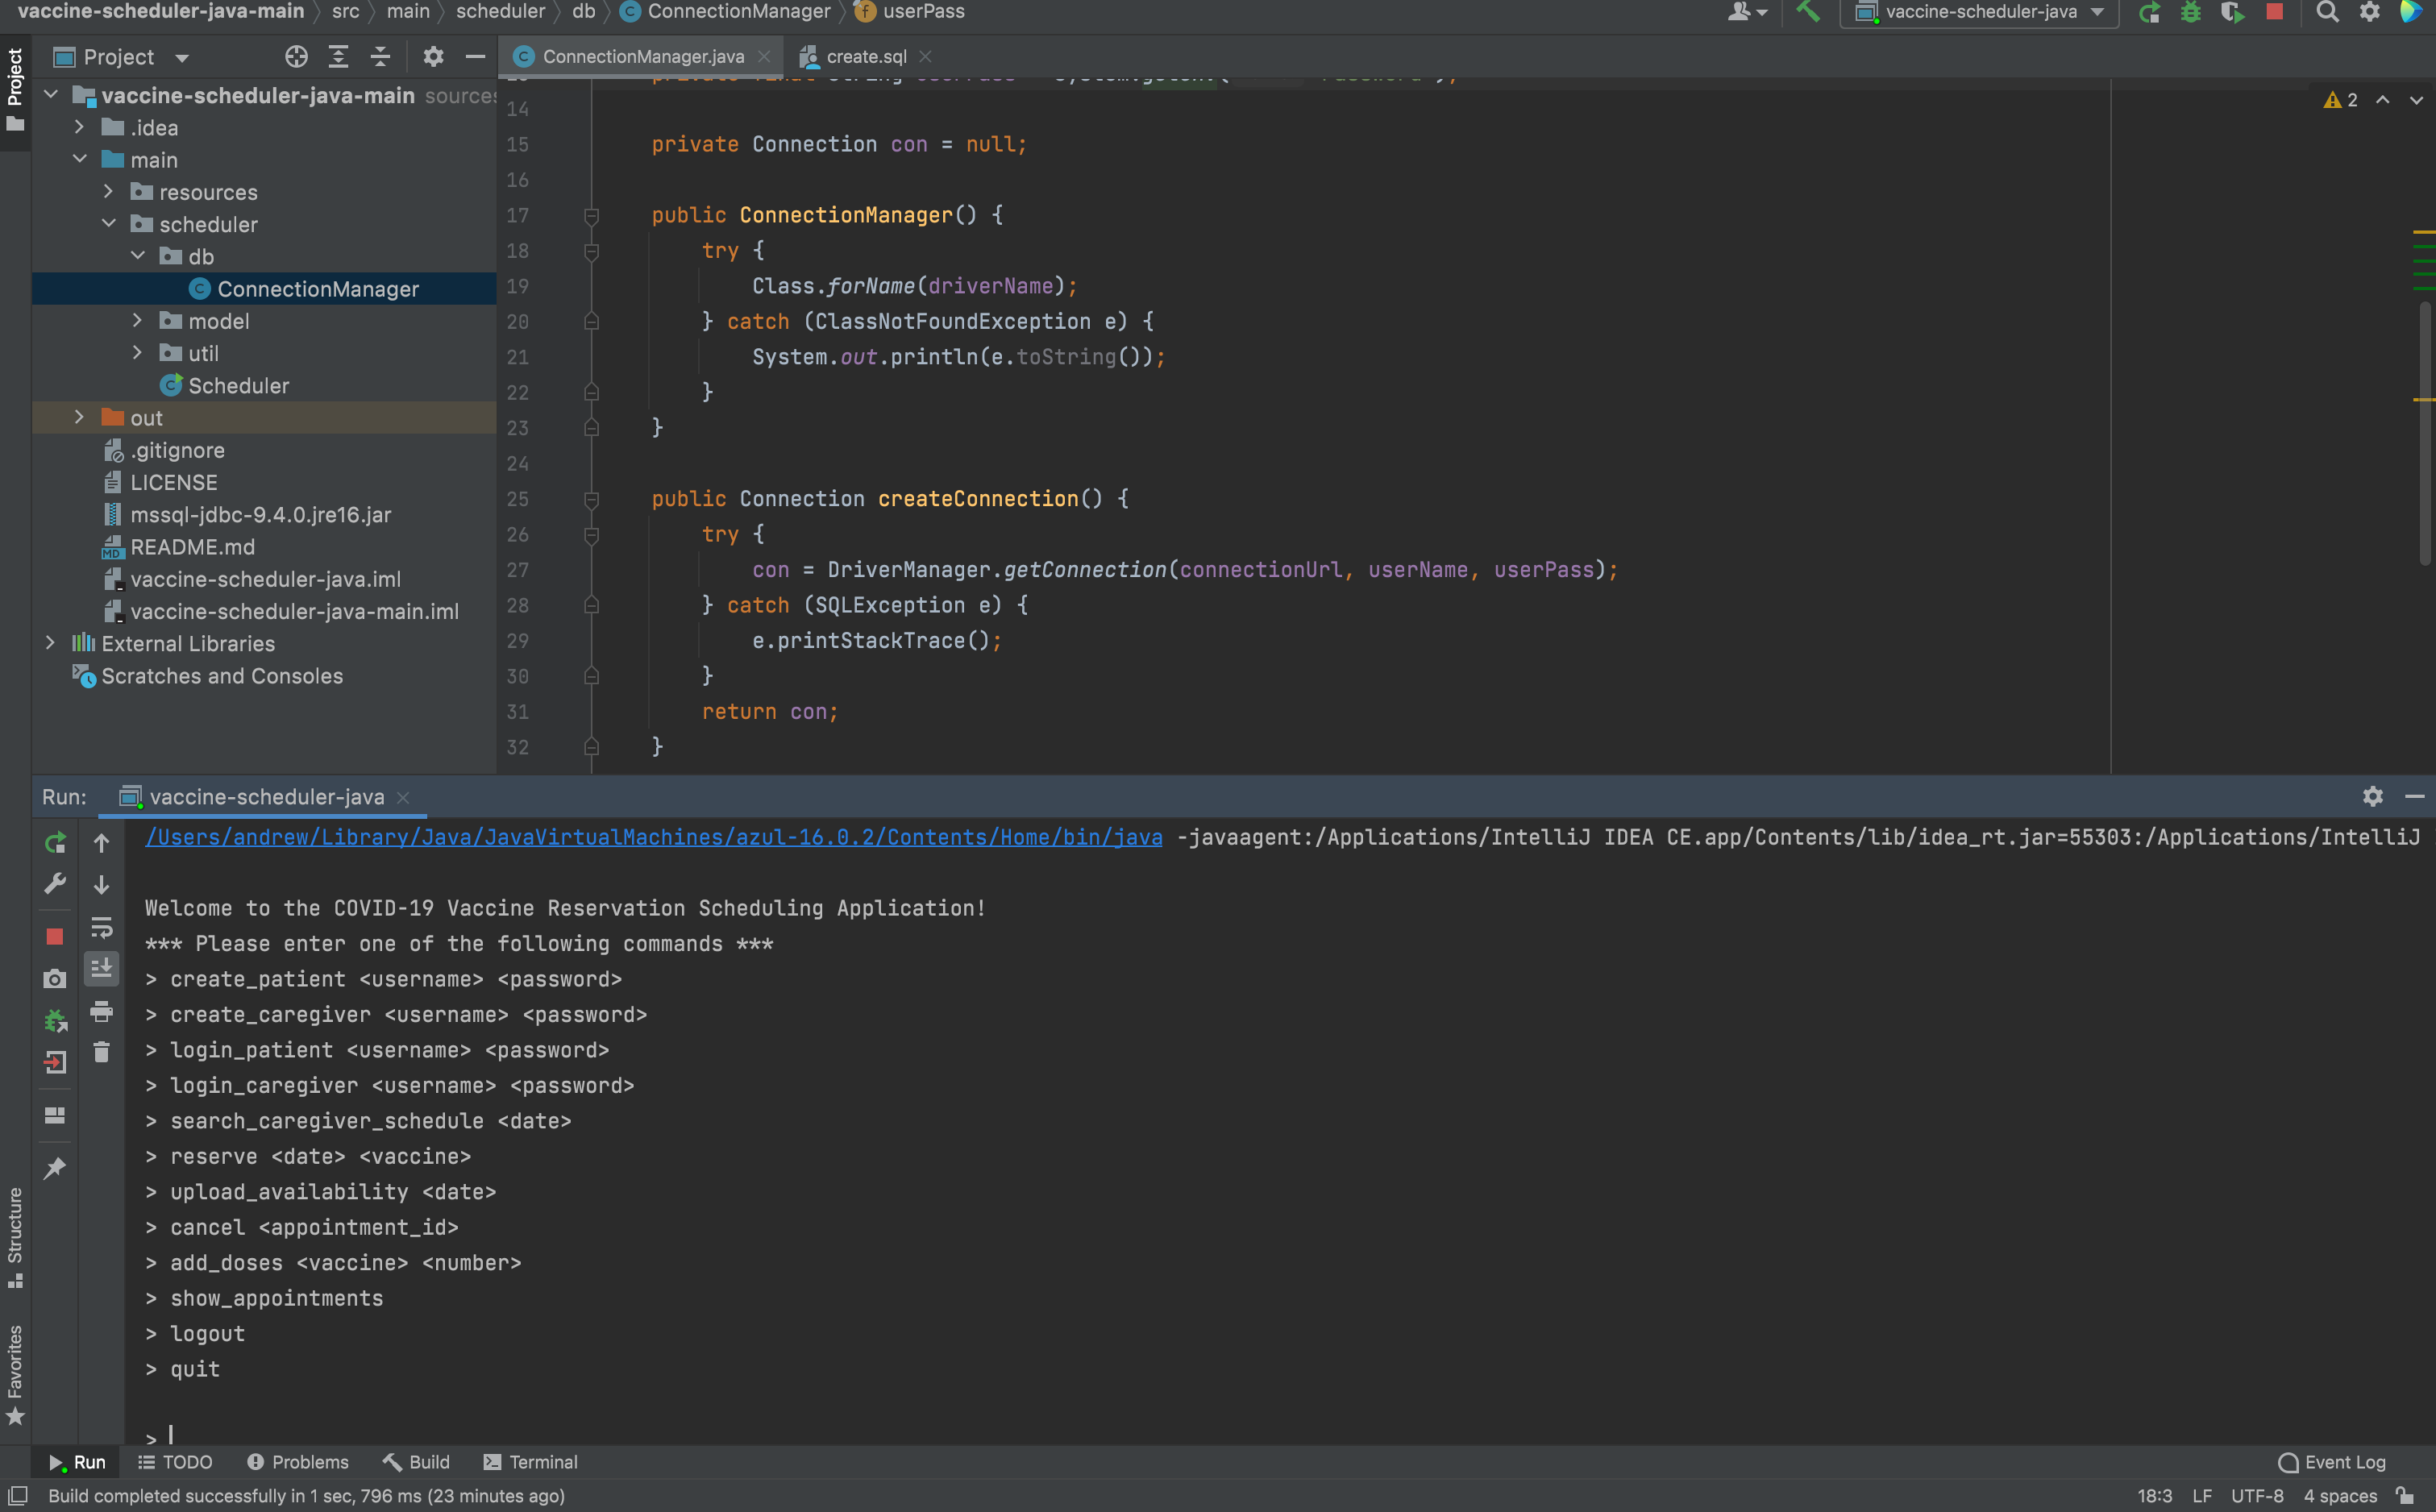 vaccine-scheduler-java-main src main scheduler db ConnectionManager userPass
vaccine-scheduler-java
Project
Project
ConnectionManager.java
create.sql
vaccine-scheduler-java-main sources
.idea
main
resources
scheduler
db
ConnectionManager
model
util
Scheduler
out
.gitignore
LICENSE
mssql-jdbc-9.4.0.jre16.jar
README.md
vaccine-scheduler-java.iml
vaccine-scheduler-java-main.iml
External Libraries
Scratches and Consoles
2
14
15 private Connection con = null;
16
17 public ConnectionManager() {
18 try {
19 Class.forName(driverName);
20 } catch (ClassNotFoundException e) {
21 System.out.println(e.toString());
22 }
23 }
24
25 public Connection createConnection() {
26 try {
27 con = DriverManager.getConnection(connectionUrl, userName, userPass);
28 } catch (SQLException e) {
29 e.printStackTrace();
30 }
31 return con;
32 }
Run: vaccine-scheduler-java
/Users/andrew/Library/Java/JavaVirtualMachines/azul-16.0.2/Contents/Home/bin/java -javaagent:/Applications/IntelliJ IDEA CE.app/Contents/lib/idea_rt.jar=55303:/Applications/IntelliJ
Welcome to the COVID-19 Vaccine Reservation Scheduling Application!
*** Please enter one of the following commands ***
> create_patient <username> <password>
> create_caregiver <username> <password>
> login_patient <username> <password>
> login_caregiver <username> <password>
> search_caregiver_schedule <date>
> reserve <date> <vaccine>
> upload_availability <date>
> cancel <appointment_id>
> add_doses <vaccine> <number>
> show_appointments
> logout
> quit
>
Structure
Favorites
Run TODO Problems Build Terminal Event Log
Build completed successfully in 1 sec, 796 ms (23 minutes ago) 18:3 LF UTF-8 4 spaces